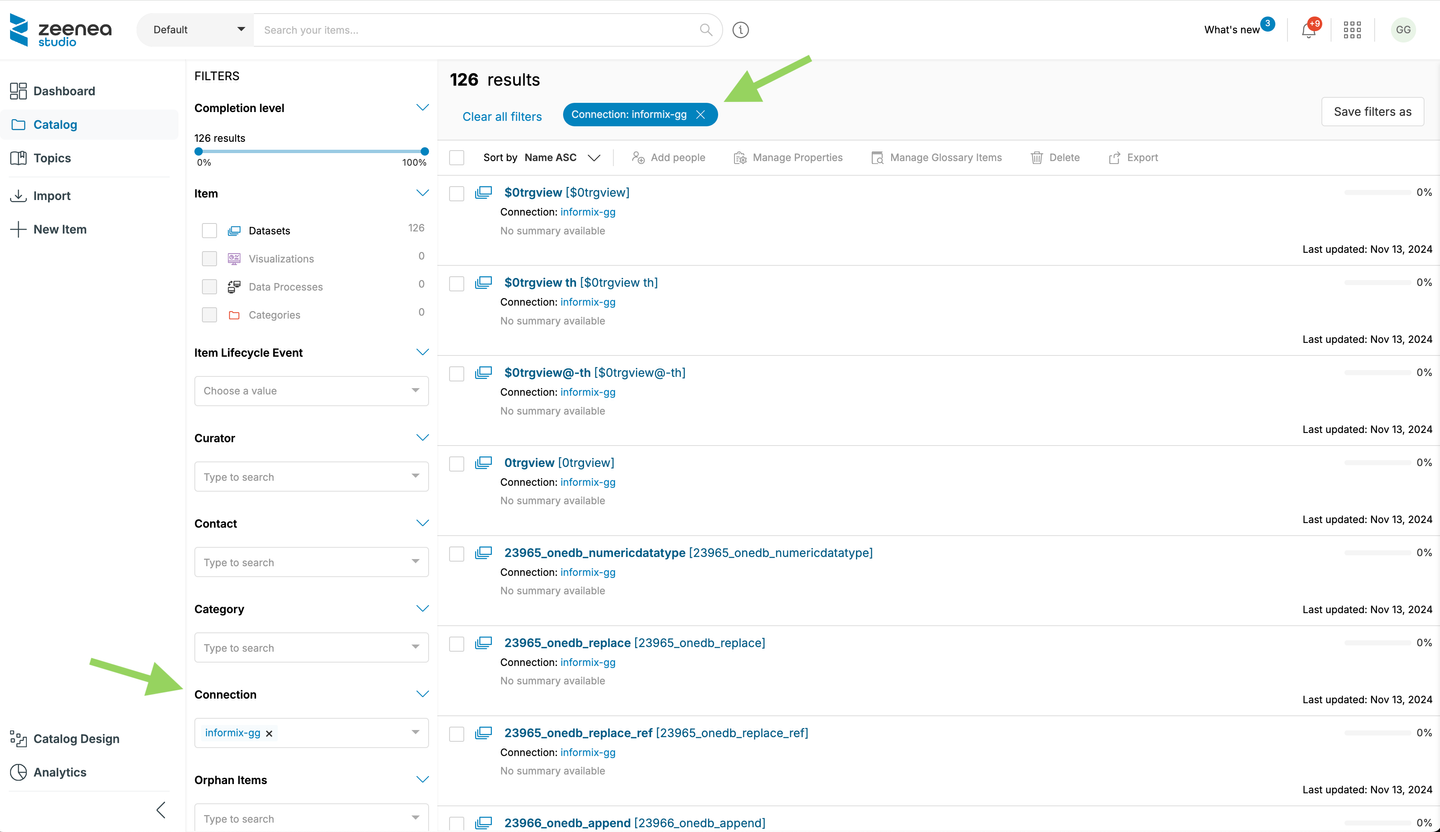 zeenea
studio
Default
Search your items...
What's new
3
+9
GG
Dashboard
Catalog
Topics
Import
New Item
Catalog Design
Analytics
FILTERS
Completion level
126 results
0% 100%
Item
Datasets 126
Visualizations 0
Data Processes 0
Categories 0
Item Lifecycle Event
Choose a value
Curator
Type to search
Contact
Type to search
Category
Type to search
Connection
informix-gg ×
Orphan Items
Type to search
126 results
Clear all filters
Connection: informix-gg
Save filters as
Sort by Name ASC
Add people
Manage Properties
Manage Glossary Items
Delete
Export
$0trgview [$0trgview] 0%
Connection: informix-gg
No summary available
Last updated: Nov 13, 2024
$0trgview th [$0trgview th] 0%
Connection: informix-gg
No summary available
Last updated: Nov 13, 2024
$0trgview@-th [$0trgview@-th] 0%
Connection: informix-gg
No summary available
Last updated: Nov 13, 2024
0trgview [0trgview] 0%
Connection: informix-gg
No summary available
Last updated: Nov 13, 2024
23965_onedb_numericdatatype [23965_onedb_numericdatatype] 0%
Connection: informix-gg
No summary available
Last updated: Nov 13, 2024
23965_onedb_replace [23965_onedb_replace] 0%
Connection: informix-gg
No summary available
Last updated: Nov 13, 2024
23965_onedb_replace_ref [23965_onedb_replace_ref] 0%
Connection: informix-gg
No summary available
Last updated: Nov 13, 2024
23966_onedb_append [23966_onedb_append] 0%